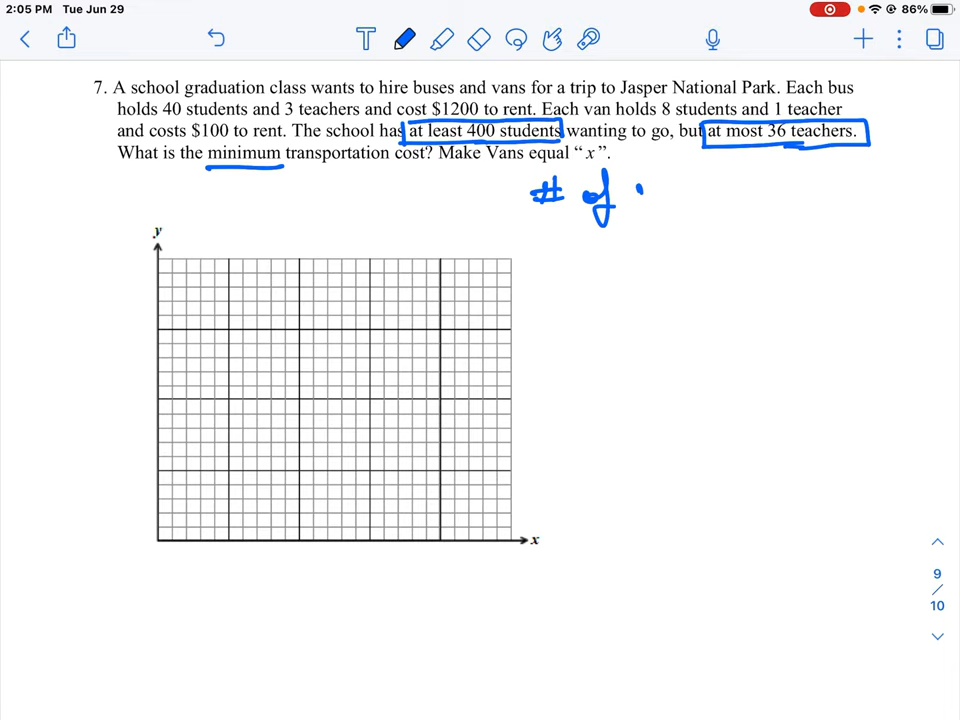 2:05 PM Tue Jun 29
86%
T
7. A school graduation class wants to hire buses and vans for a trip to Jasper National Park. Each bus
holds 40 students and 3 teachers and cost $1200 to rent. Each van holds 8 students and 1 teacher
and costs $100 to rent. The school has at least 400 students wanting to go, but at most 36 teachers.
What is the minimum transportation cost? Make Vans equal “ x ”.
# of
y
x
9
/
10